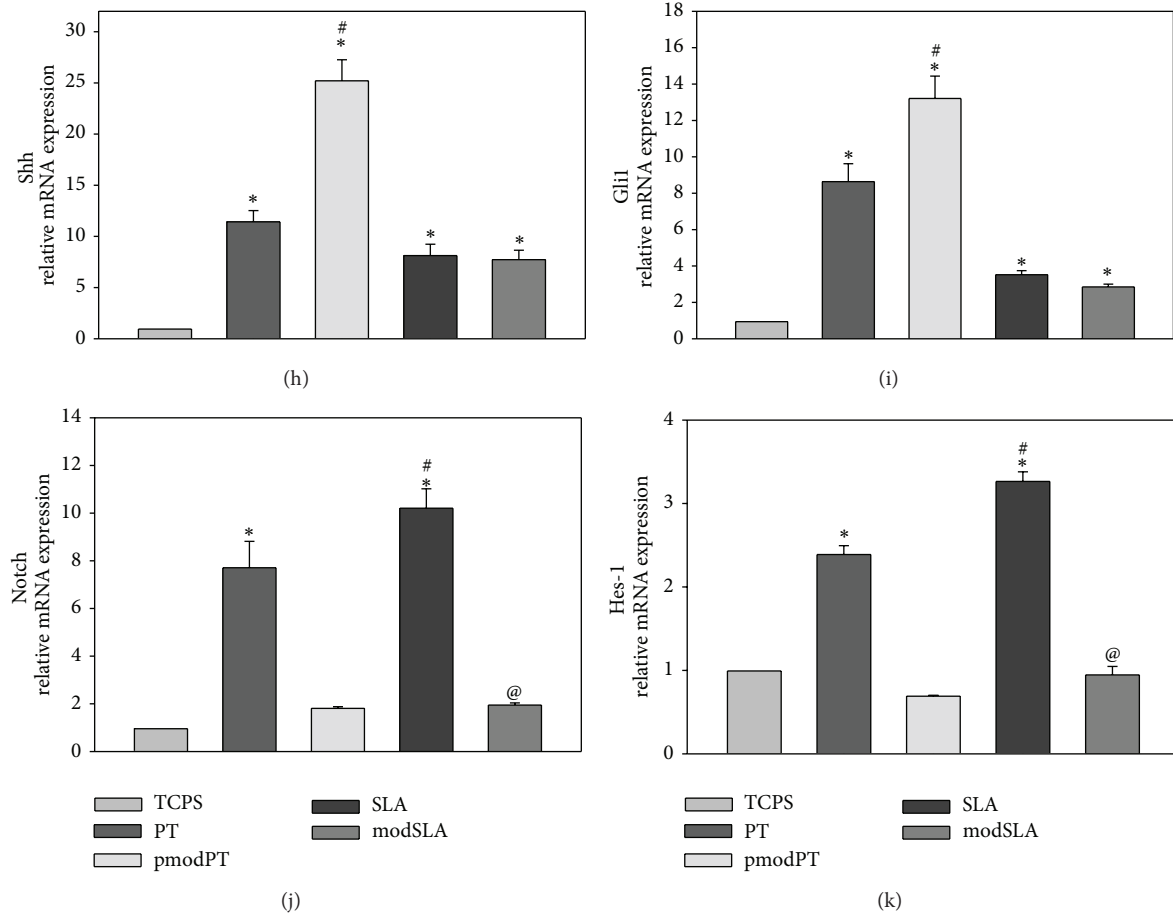 Shh
relative mRNA expression
30
25
20
15
10
5
0
*
#
*
*
*
(h)
Gli1
relative mRNA expression
18
16
14
12
10
8
6
4
2
0
*
#
*
*
*
(i)
Notch
relative mRNA expression
14
12
10
8
6
4
2
0
*
#
*
@
TCPS
PT
pmodPT
SLA
modSLA
(j)
Hes-1
relative mRNA expression
4
3
2
1
0
*
#
*
@
TCPS
PT
pmodPT
SLA
modSLA
(k)